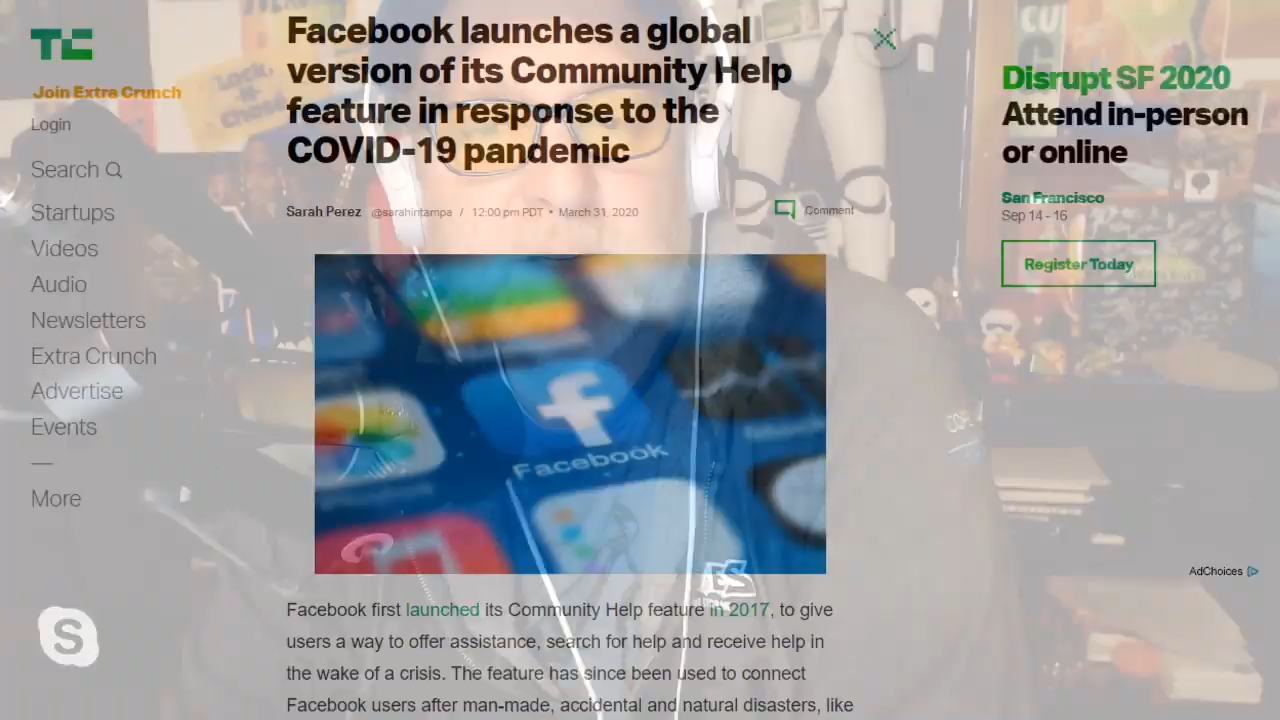 TC
Join Extra Crunch
Login
Search
Startups
Videos
Audio
Newsletters
Extra Crunch
Advertise
Events
—
More
S
Facebook launches a global
version of its Community Help
feature in response to the
COVID-19 pandemic
Sarah Perez @sarahintampa / 12:00 pm PDT • March 31, 2020
Comment
Facebook
Facebook first launched its Community Help feature in 2017, to give
users a way to offer assistance, search for help and receive help in
the wake of a crisis. The feature has since been used to connect
Facebook users after man-made, accidental and natural disasters, like
Disrupt SF 2020
Attend in-person
or online
San Francisco
Sep 14 - 16
Register Today
AdChoices